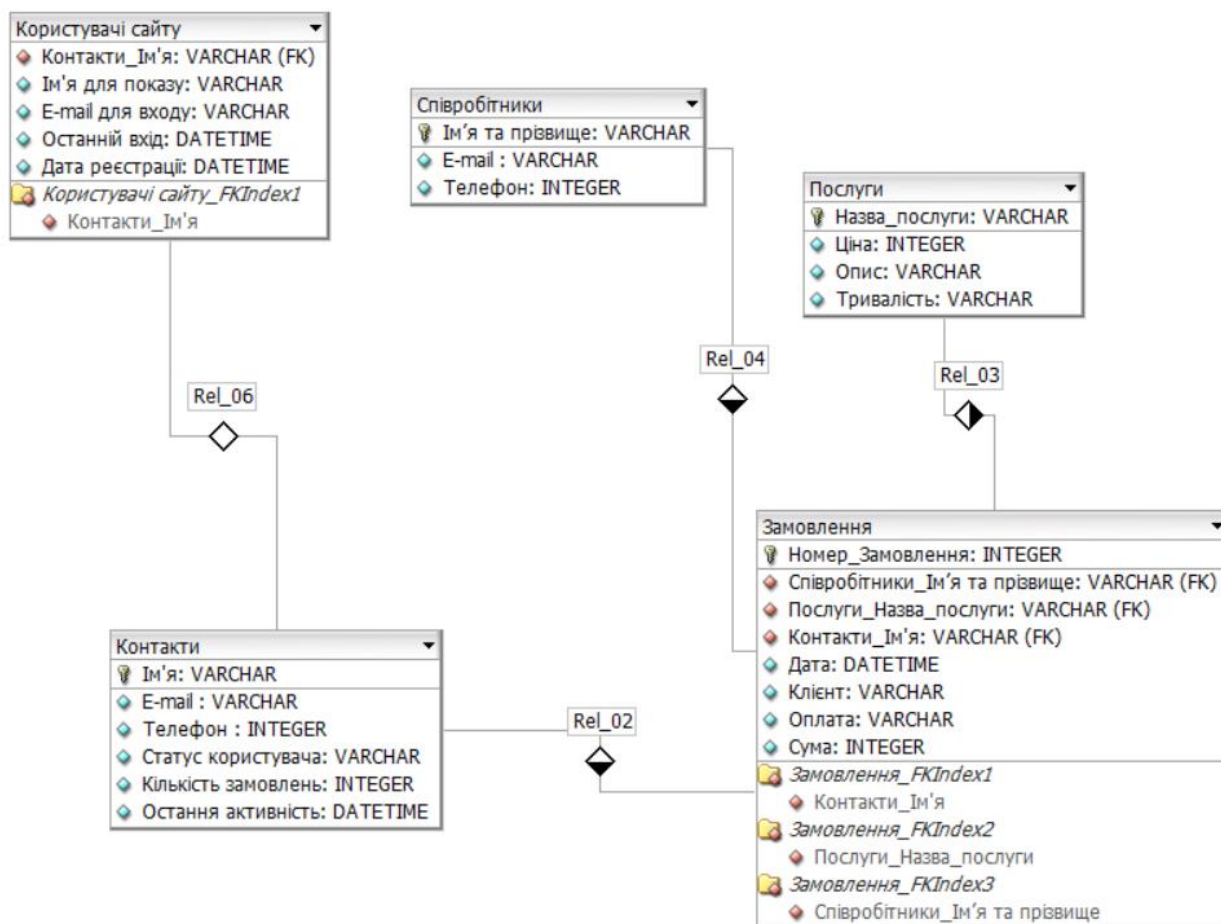 Користувачі сайту
Контакти_Ім'я: VARCHAR (FK)
Ім'я для показу: VARCHAR
E-mail для входу: VARCHAR
Останній вхід: DATETIME
Дата реєстрації: DATETIME
Користувачі сайту_FKIndex1
Контакти_Ім'я
Співробітники
Ім'я та прізвище: VARCHAR
E-mail : VARCHAR
Телефон: INTEGER
Послуги
Назва_послуги: VARCHAR
Ціна: INTEGER
Опис: VARCHAR
Тривалість: VARCHAR
Rel_04
Rel_03
Rel_06
Замовлення
Номер_Замовлення: INTEGER
Співробітники_Ім'я та прізвище: VARCHAR (FK)
Послуги_Назва_послуги: VARCHAR (FK)
Контакти_Ім'я: VARCHAR (FK)
Дата: DATETIME
Клієнт: VARCHAR
Оплата: VARCHAR
Сума: INTEGER
Замовлення_FKIndex1
Контакти_Ім'я
Замовлення_FKIndex2
Послуги_Назва_послуги
Замовлення_FKIndex3
Співробітники_Ім'я та прізвище
Контакти
Ім'я: VARCHAR
E-mail : VARCHAR
Телефон : INTEGER
Статус користувача: VARCHAR
Кількість замовлень: INTEGER
Остання активність: DATETIME
Rel_02